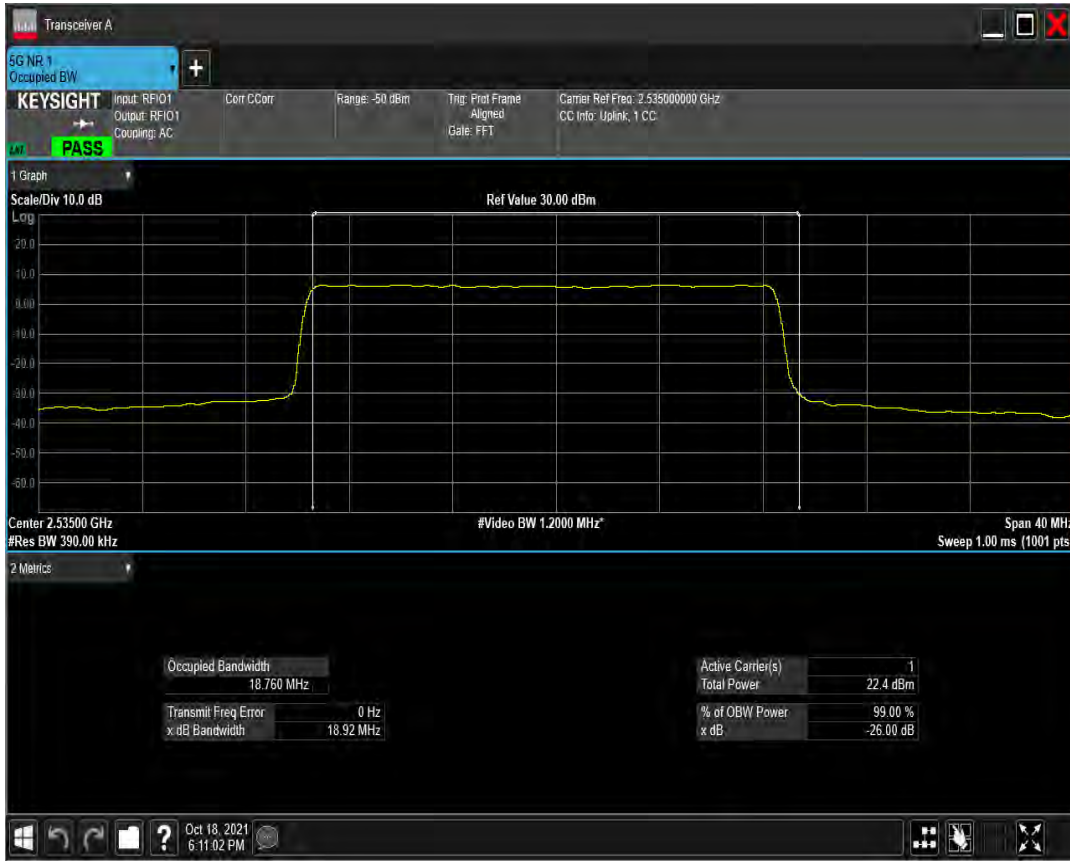 Transceiver A
5G NR 1
Occupied BW
+
KEYSIGHT
Input: RFIO1
Output: RFIO1
Coupling: AC
Corr CCorr
Range: -50 dBm
Trig: Prot Frame
Aligned
Gate: FFT
Carrier Ref Freq: 2.535000000 GHz
CC Info: Uplink, 1 CC
PASS
1 Graph
Scale/Div 10.0 dB
Ref Value 30.00 dBm
Log
20.0
10.0
0.00
-10.0
-20.0
-30.0
-40.0
-50.0
-60.0
Center 2.53500 GHz
#Video BW 1.2000 MHz*
Span 40 MHz
#Res BW 390.00 kHz
Sweep 1.00 ms (1001 pts
2 Metrics
Occupied Bandwidth
18.760 MHz
Transmit Freq Error 0 Hz
x dB Bandwidth 18.92 MHz
Active Carrier(s) 1
Total Power 22.4 dBm
% of OBW Power 99.00 %
x dB -26.00 dB
?
Oct 18, 2021
6:11:02 PM